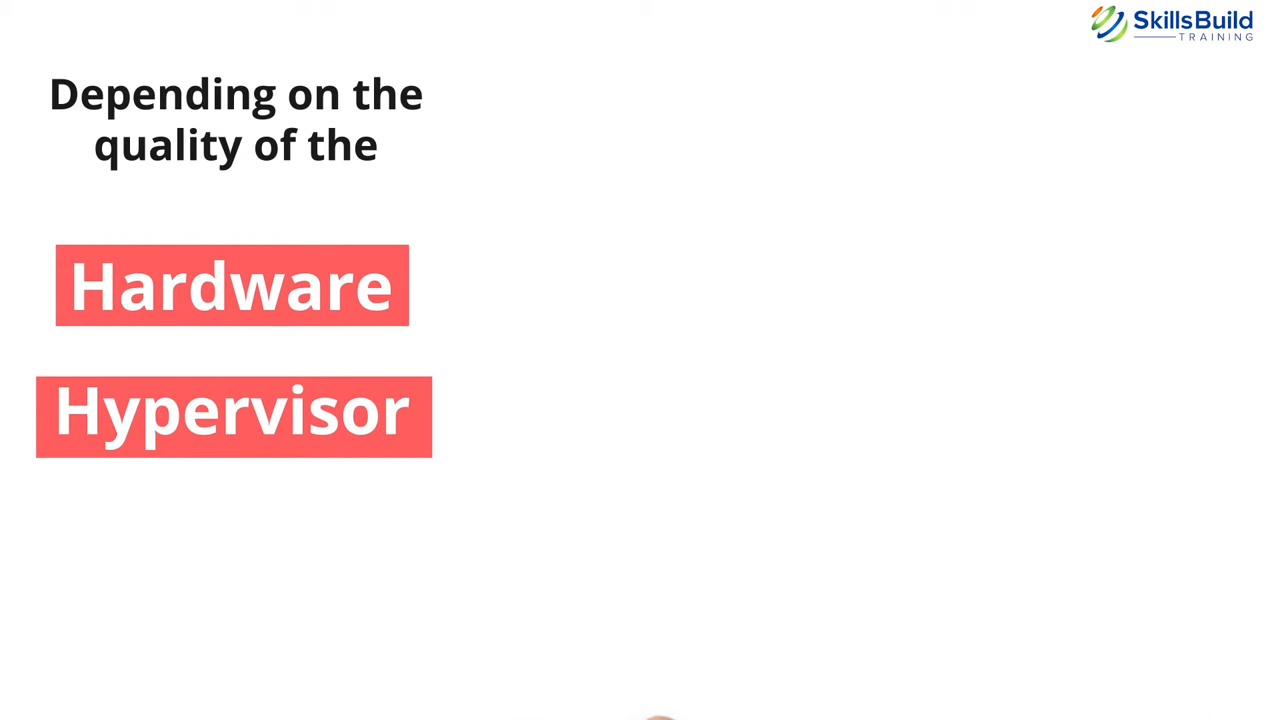 SkillsBuild
TRAINING
Depending on the
quality of the
Hardware
Hypervisor